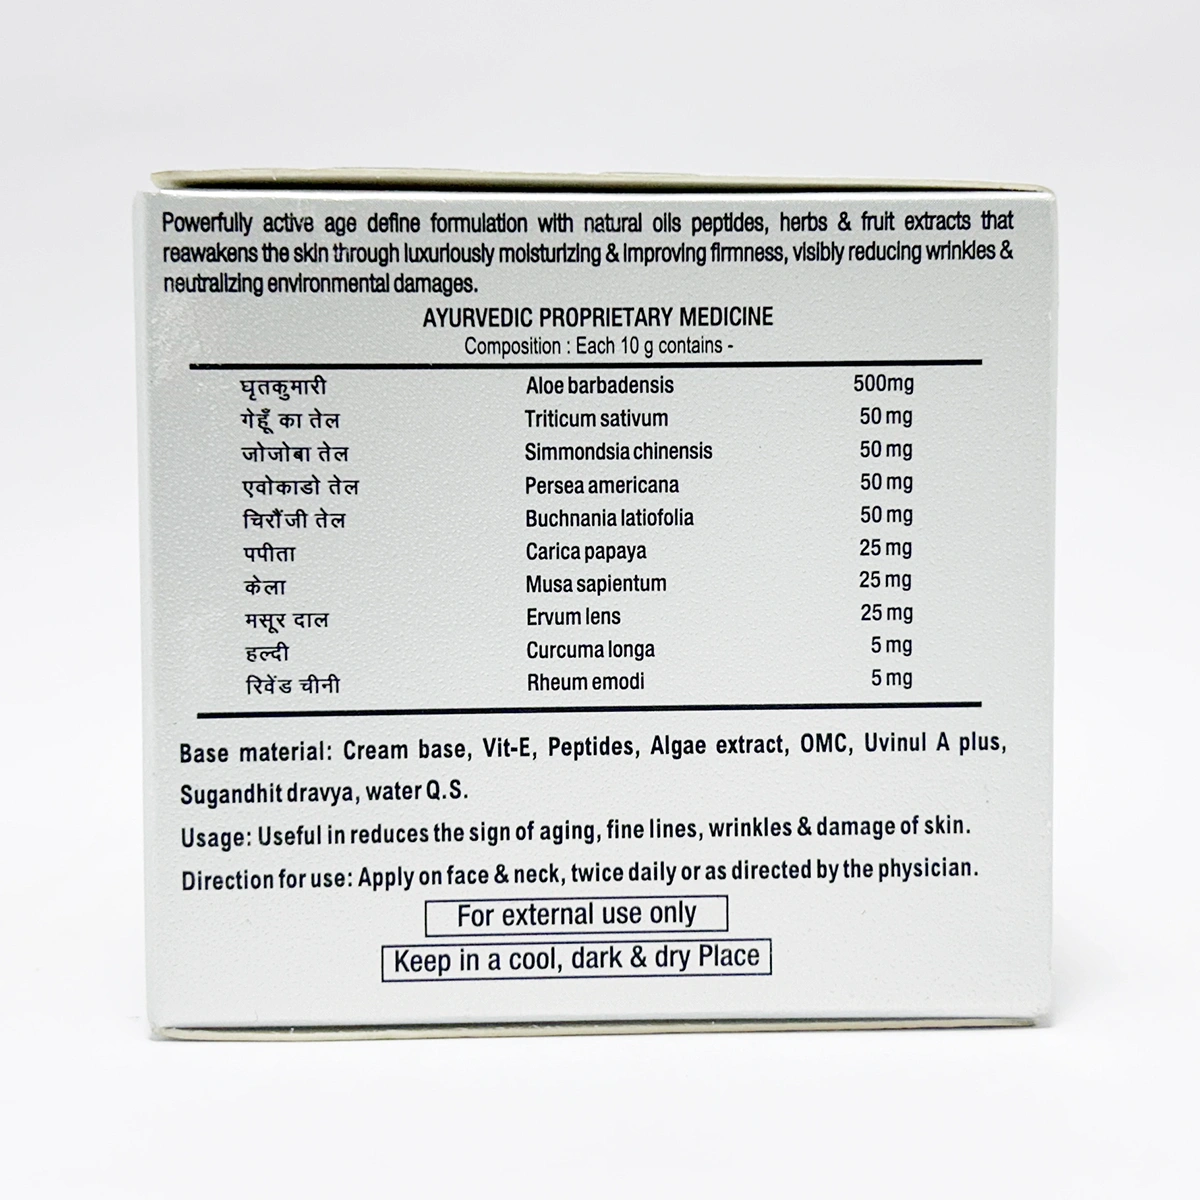 Powerfully active age define formulation with natural oils peptides, herbs & fruit extracts that
reawakens the skin through luxuriously moisturizing & improving firmness, visibly reducing wrinkles &
neutralizing environmental damages.
AYURVEDIC PROPRIETARY MEDICINE
Composition : Each 10 g contains -
घृतकुमारी Aloe barbadensis 500mg
गेहूँ का तेल Triticum sativum 50 mg
जोजोबा तेल Simmondsia chinensis 50 mg
एवोकाडो तेल Persea americana 50 mg
चिरौंजी तेल Buchnania latiofolia 50 mg
पपीता Carica papaya 25 mg
केला Musa sapientum 25 mg
मसूर दाल Ervum lens 25 mg
हल्दी Curcuma longa 5 mg
रिवेंड चीनी Rheum emodi 5 mg
Base material: Cream base, Vit-E, Peptides, Algae extract, OMC, Uvinul A plus,
Sugandhit dravya, water Q.S.
Usage: Useful in reduces the sign of aging, fine lines, wrinkles & damage of skin.
Direction for use: Apply on face & neck, twice daily or as directed by the physician.
For external use only
Keep in a cool, dark & dry Place